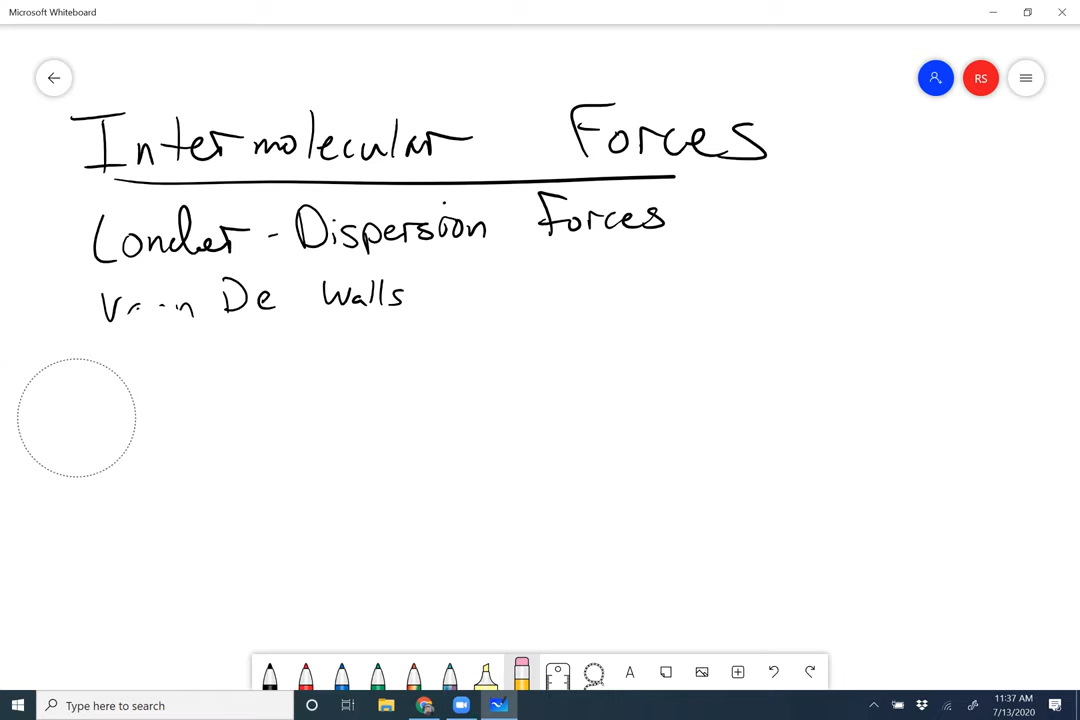 Microsoft Whiteboard
RS
Intermolecular Forces
- Dispersion Forces
De Walls
A
Type here to search
11:37 AM
7/13/2020